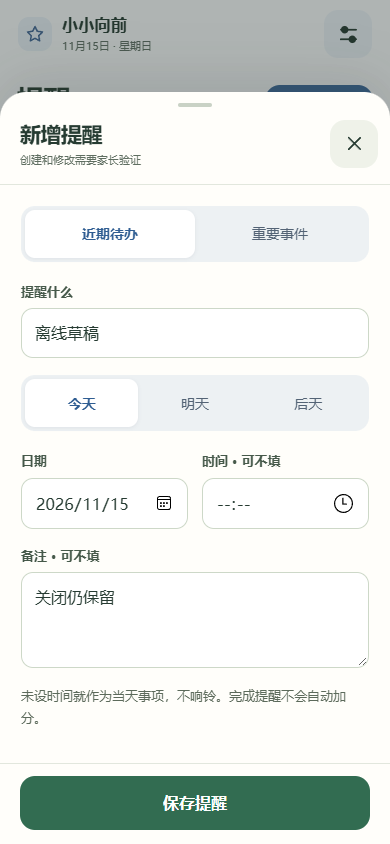 小小向前
11月15日 · 星期日
提醒
新增提醒
创建和修改需要家长验证
近期待办
重要事件
提醒什么
离线草稿
今天
明天
后天
日期
时间 • 可不填
2026/11/15
--:--
备注 • 可不填
关闭仍保留
未设时间就作为当天事项，不响铃。完成提醒不会自动加
分。
保存提醒